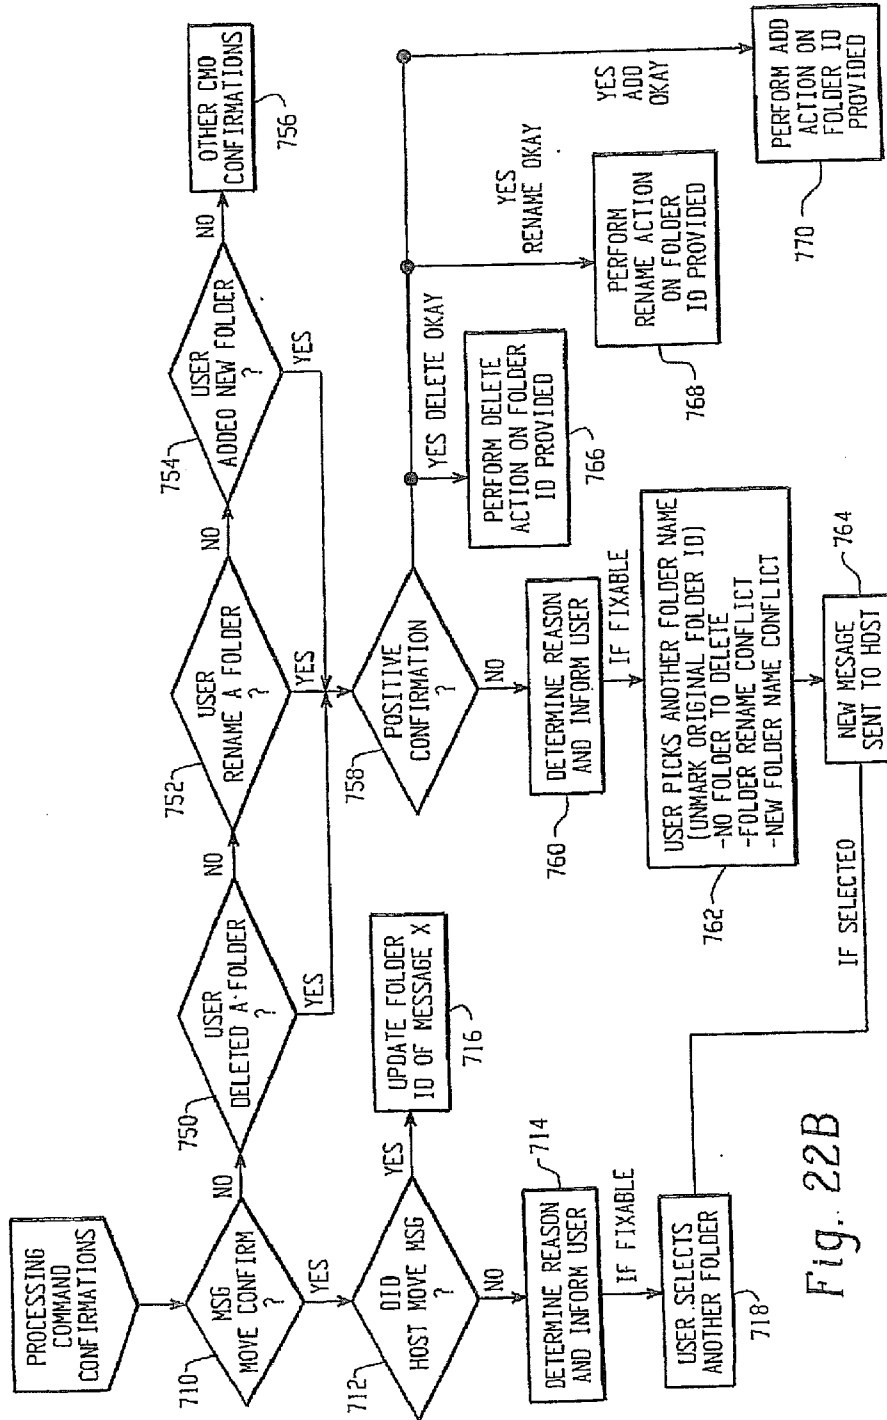 PROCESSING
COMMAND
CONFIRMATIONS
710
MSG
MOVE CONFIRM
?
NO
YES
750
USER
DELETED A FOLDER
?
NO
YES
752
USER
RENAME A FOLDER
?
NO
YES
754
USER
ADDED NEW FOLDER
?
NO
YES
OTHER CMD
CONFIRMATIONS
756
712
DID
HOST MOVE MSG
?
YES
NO
UPDATE FOLDER
ID OF MESSAGE X
716
714
DETERMINE REASON
AND INFORM USER
IF FIXABLE
USER SELECTS
ANOTHER FOLDER
718
758
POSITIVE
CONFIRMATION
?
NO
DETERMINE REASON
AND INFORM USER
760
IF FIXABLE
USER PICKS ANOTHER FOLDER NAME
(UNMARK ORIGINAL FOLDER ID)
-NO FOLDER TO DELETE
-FOLDER RENAME CONFLICT
-NEW FOLDER NAME CONFLICT
762
NEW MESAGE
SENT TO HOST
764
IF SELECTED
YES DELETE OKAY
PERFORM DELETE
ACTION ON FOLDER
ID PROVIDED
766
YES
RENAME OKAY
PERFORM
RENAME ACTION
ON FOLDER
ID PROVIDED
768
YES
ADD
OKAY
PERFORM ADD
ACTION ON
FOLDER ID
PROVIDED
770
Fig. 22B